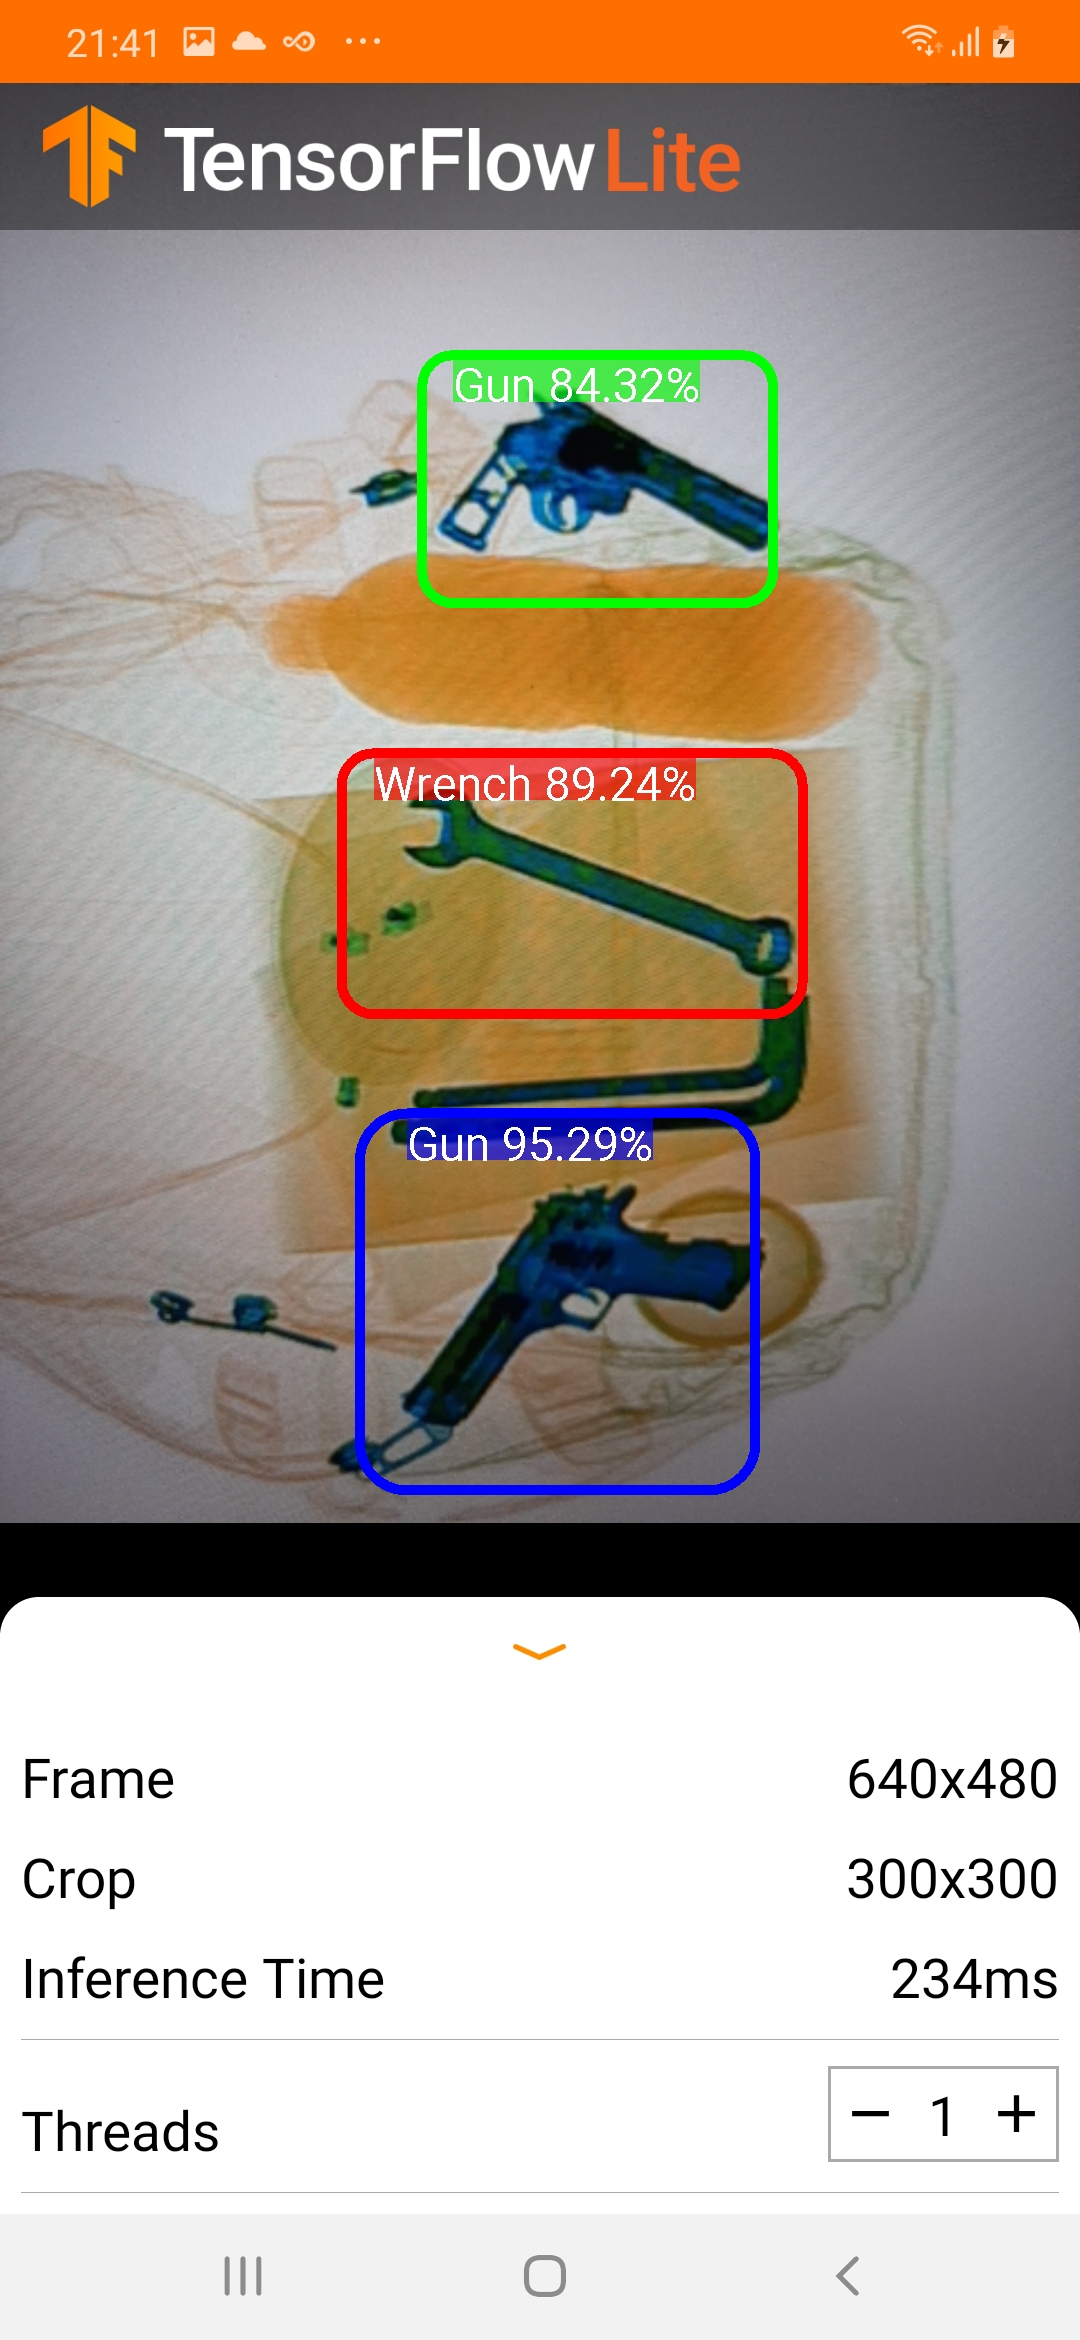 21:41
TensorFlow Lite
Gun 84.32%
Wrench 89.24%
Gun 95.29%
Frame 640x480
Crop 300x300
Inference Time 234ms
Threads 1